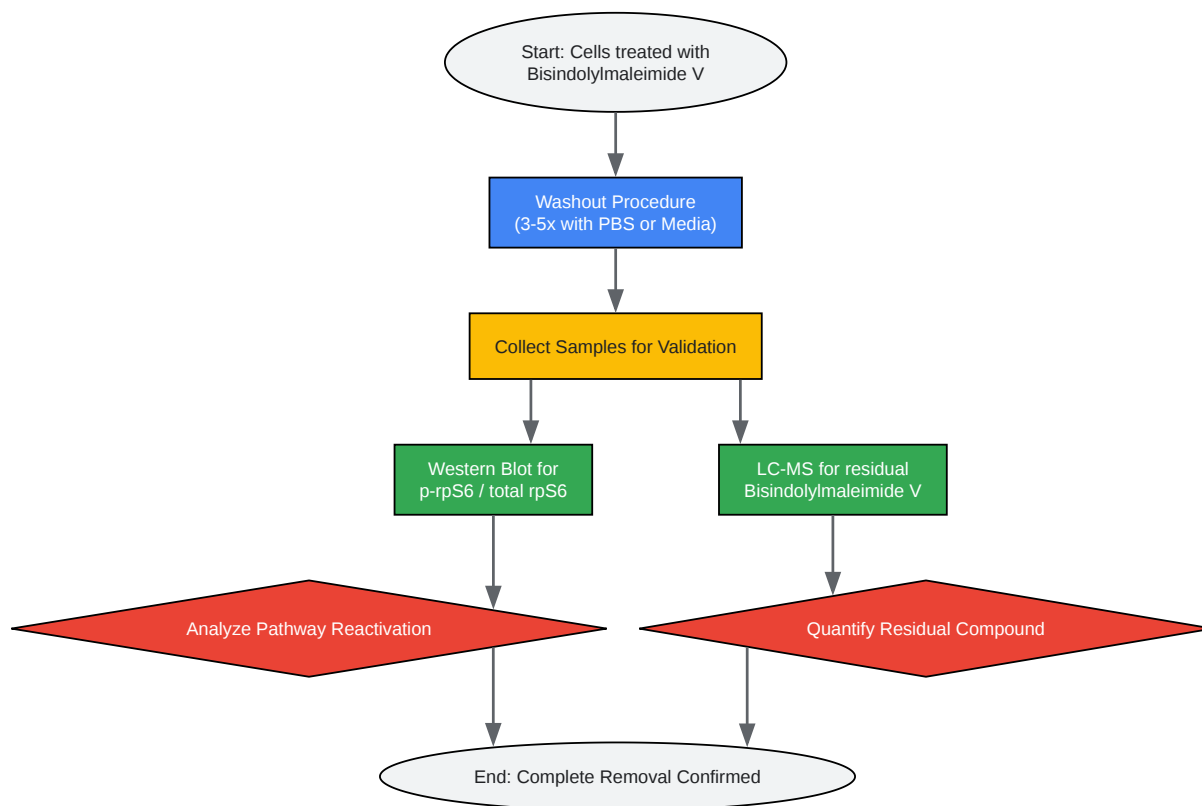 Start: Cells treated with
Bisindolylmaleimide V
Washout Procedure
(3-5x with PBS or Media)
Collect Samples for Validation
Western Blot for
p-rpS6 / total rpS6
LC-MS for residual
Bisindolylmaleimide V
Analyze Pathway Reactivation
Quantify Residual Compound
End: Complete Removal Confirmed